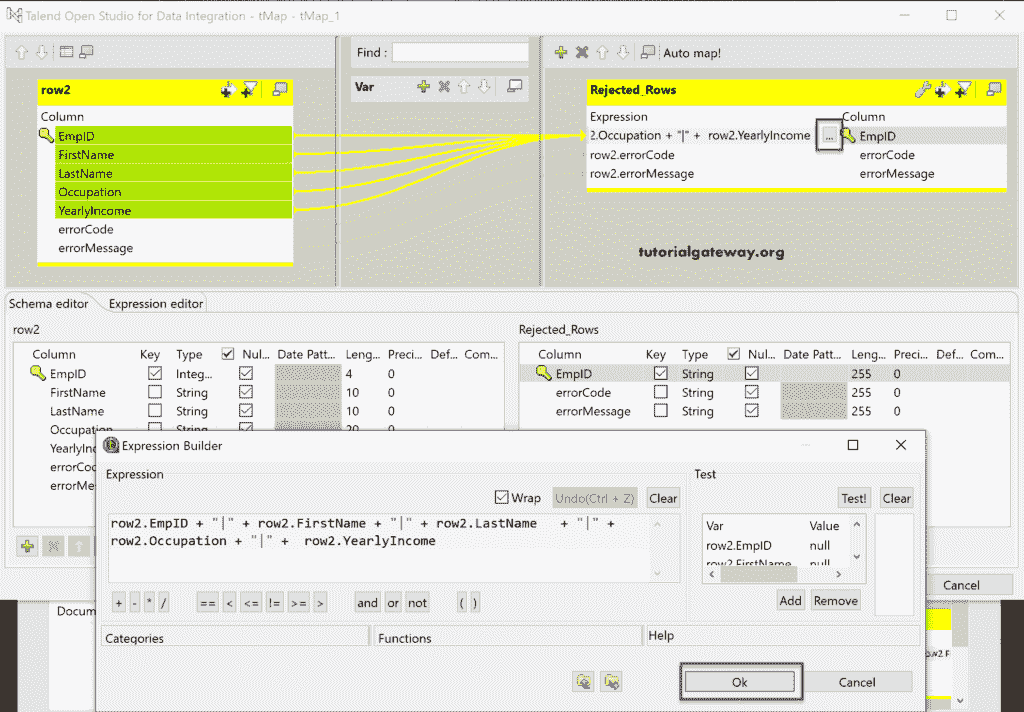 Talend Open Studio for Data Integration - tMap - tMap_1
Find :
Auto map!
row2
Column
EmpID
FirstName
LastName
Occupation
YearlyIncome
errorCode
errorMessage
Var
Rejected_Rows
Expression Column
2.Occupation + "|" + row2.YearlyIncome ... EmpID
row2.errorCode errorCode
row2.errorMessage errorMessage
tutorialgateway.org
Schema editor Expression editor
row2
Column Key Type Nul... Date Patt... Leng... Preci... Def... Com...
EmpID Integ... 4 0
FirstName String 10 0
LastName String 10 0
Occupation String 20 0
YearlyInc
errorCod
errorMes
Rejected_Rows
Column Key Type Nul... Date Patt... Leng... Preci... Def... Com...
EmpID String 255 0
errorCode String 255 0
errorMessage String 255 0
Expression Builder
Expression
Wrap Undo(Ctrl + Z) Clear
row2.EmpID + "|" + row2.FirstName + "|" + row2.LastName + "|" +
row2.Occupation + "|" + row2.YearlyIncome
+ - * / == < <= != >= > and or not ( )
Test
Test! Clear
Var Value
row2.EmpID null
row2.FirstName null
Add Remove
Categories Functions Help
Ok Cancel
Cancel
Docum
row2 F